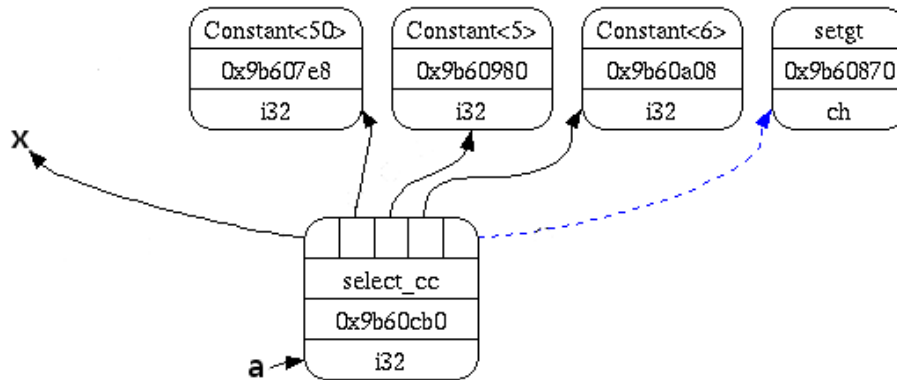 Constant<50>
0x9b607e8
i32
Constant<5>
0x9b60980
i32
Constant<6>
0x9b60a08
i32
setgt
0x9b60870
ch
x
select_cc
0x9b60cb0
i32
a